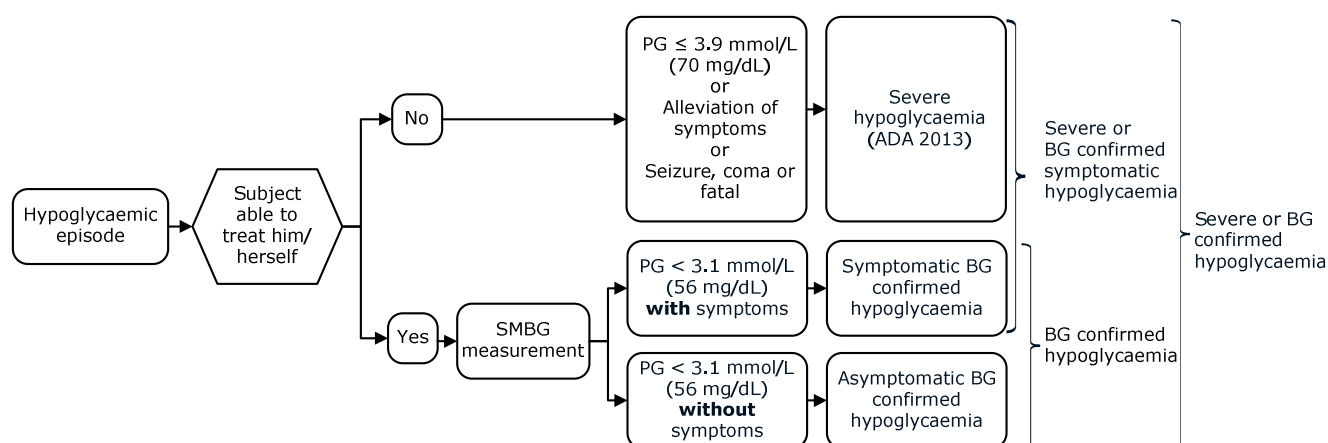 Hypoglycaemic
episode
Subject
able to
treat him/
herself
No
PG ≤ 3.9 mmol/L
(70 mg/dL)
or
Alleviation of
symptoms
or
Seizure, coma or
fatal
Severe
hypoglycaemia
(ADA 2013)
Yes
SMBG
measurement
PG < 3.1 mmol/L
(56 mg/dL)
with symptoms
Symptomatic BG
confirmed
hypoglycaemia
PG < 3.1 mmol/L
(56 mg/dL)
without
symptoms
Asymptomatic BG
confirmed
hypoglycaemia
Severe or
BG confirmed
symptomatic
hypoglycaemia
BG confirmed
hypoglycaemia
Severe or BG
confirmed
hypoglycaemia